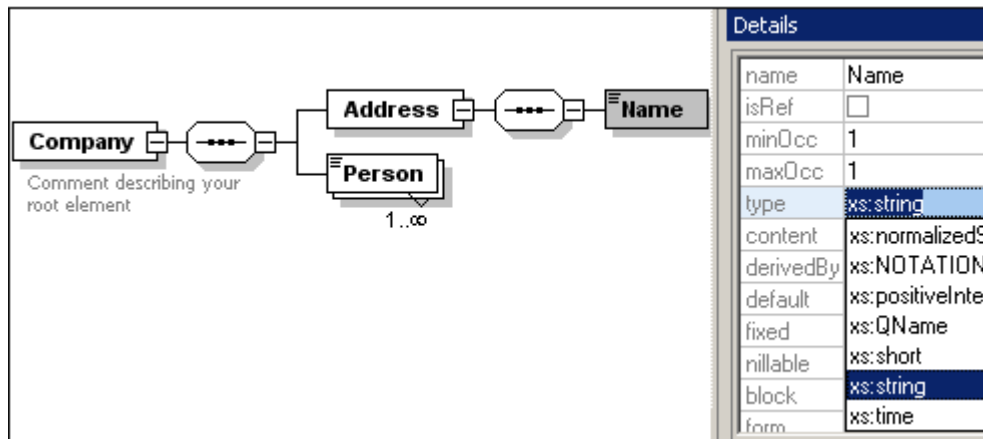 Company
Comment describing your
root element
Address
Name
Person
1..∞
Details
name Name
isRef
minOcc 1
maxOcc 1
type xs:string
content
derivedBy
default
fixed
nillable
block
form
xs:normalizedS
xs:NOTATION
xs:positiveInte
xs:QName
xs:short
xs:string
xs:time